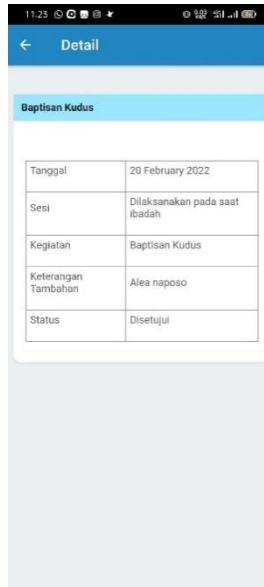 11.23
Detail
Baptisan Kudus
Tanggal 20 February 2022
Sesi Dilaksanakan pada saat
ibadah
Kegiatan Baptisan Kudus
Keterangan
Tambahan Alea naposo
Status Disetujui